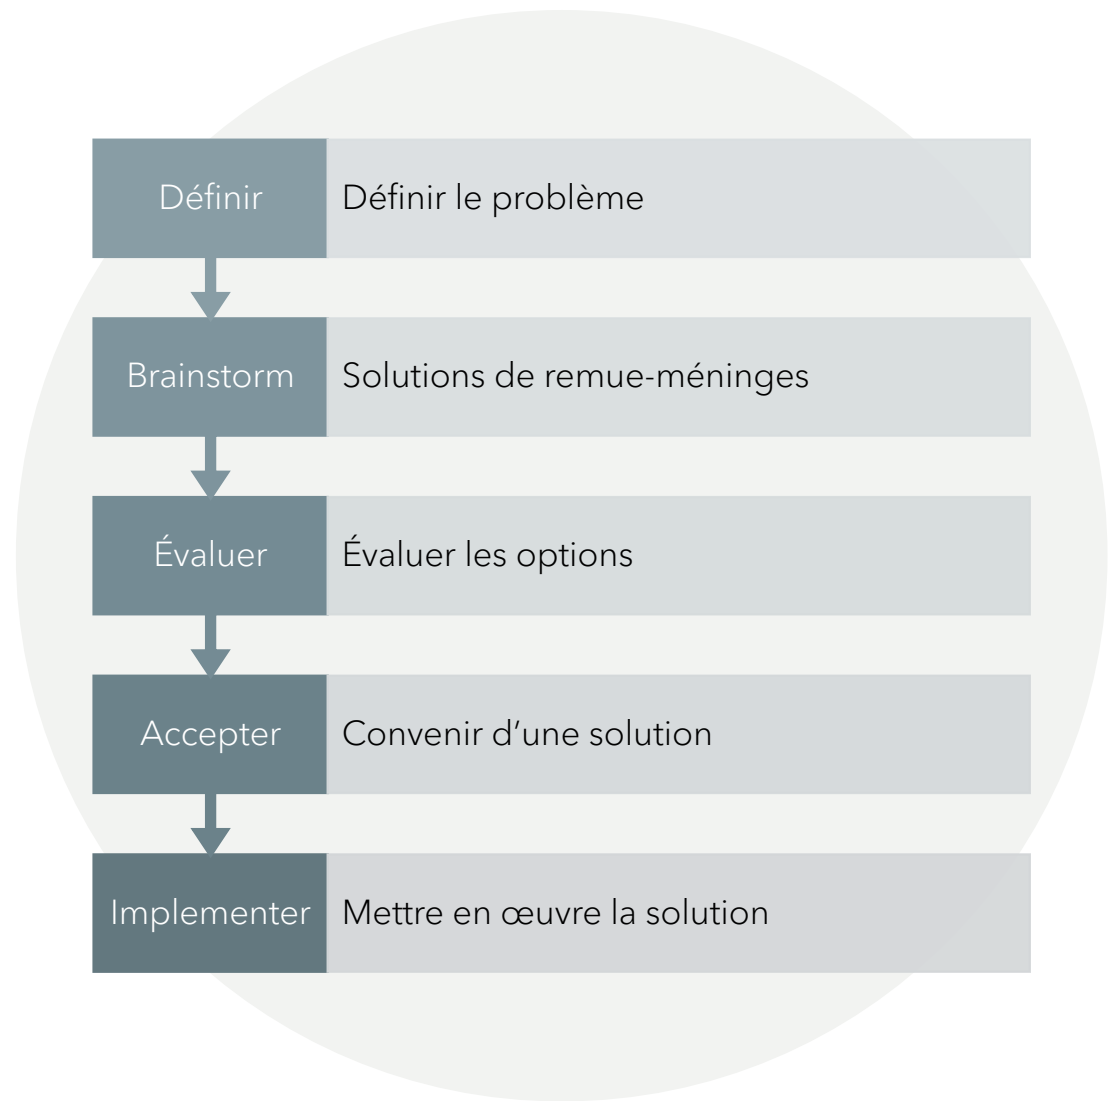 Définir
Définir le problème
Brainstorm
Solutions de remue-méninges
Évaluer
Évaluer les options
Accepter
Convenir d’une solution
Implementer
Mettre en œuvre la solution